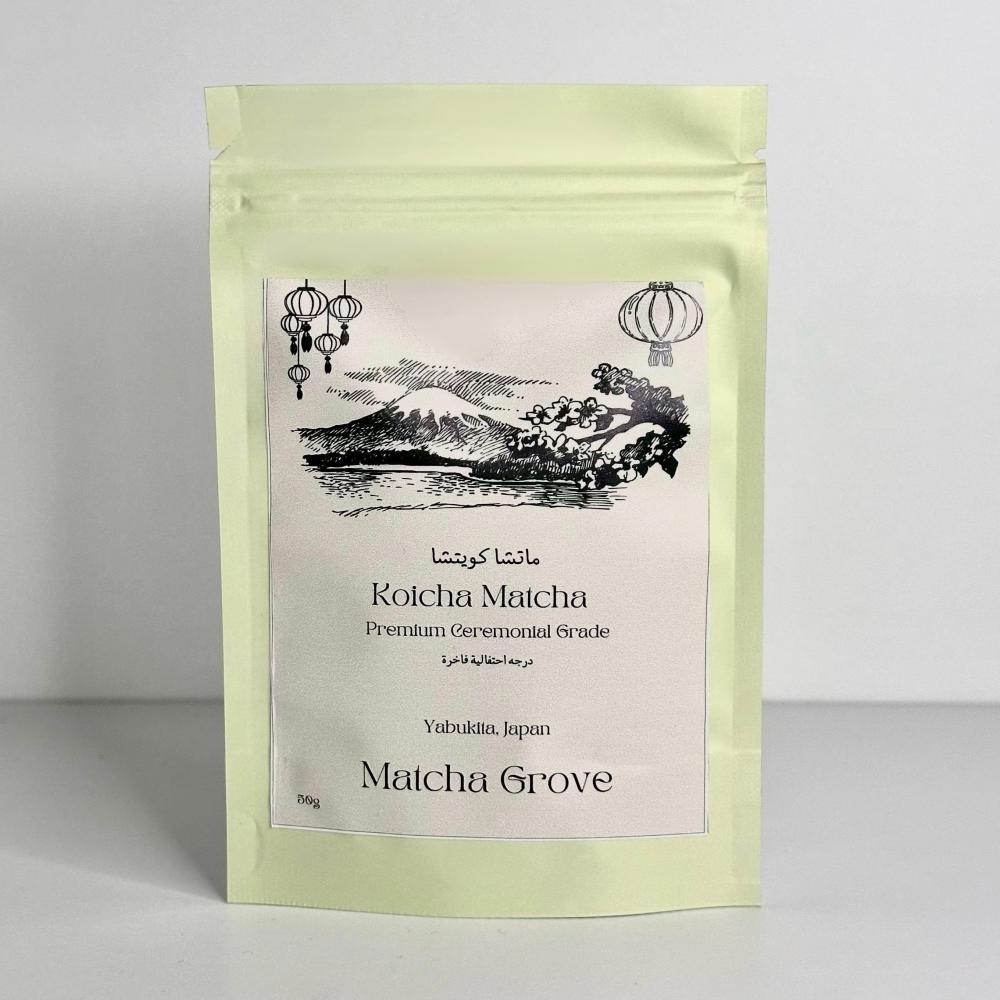 ماتشا كويتشا
Koicha Matcha
Premium Ceremonial Grade
درجه احتفالية فاخرة
Yabukita, Japan
Matcha Grove
50g